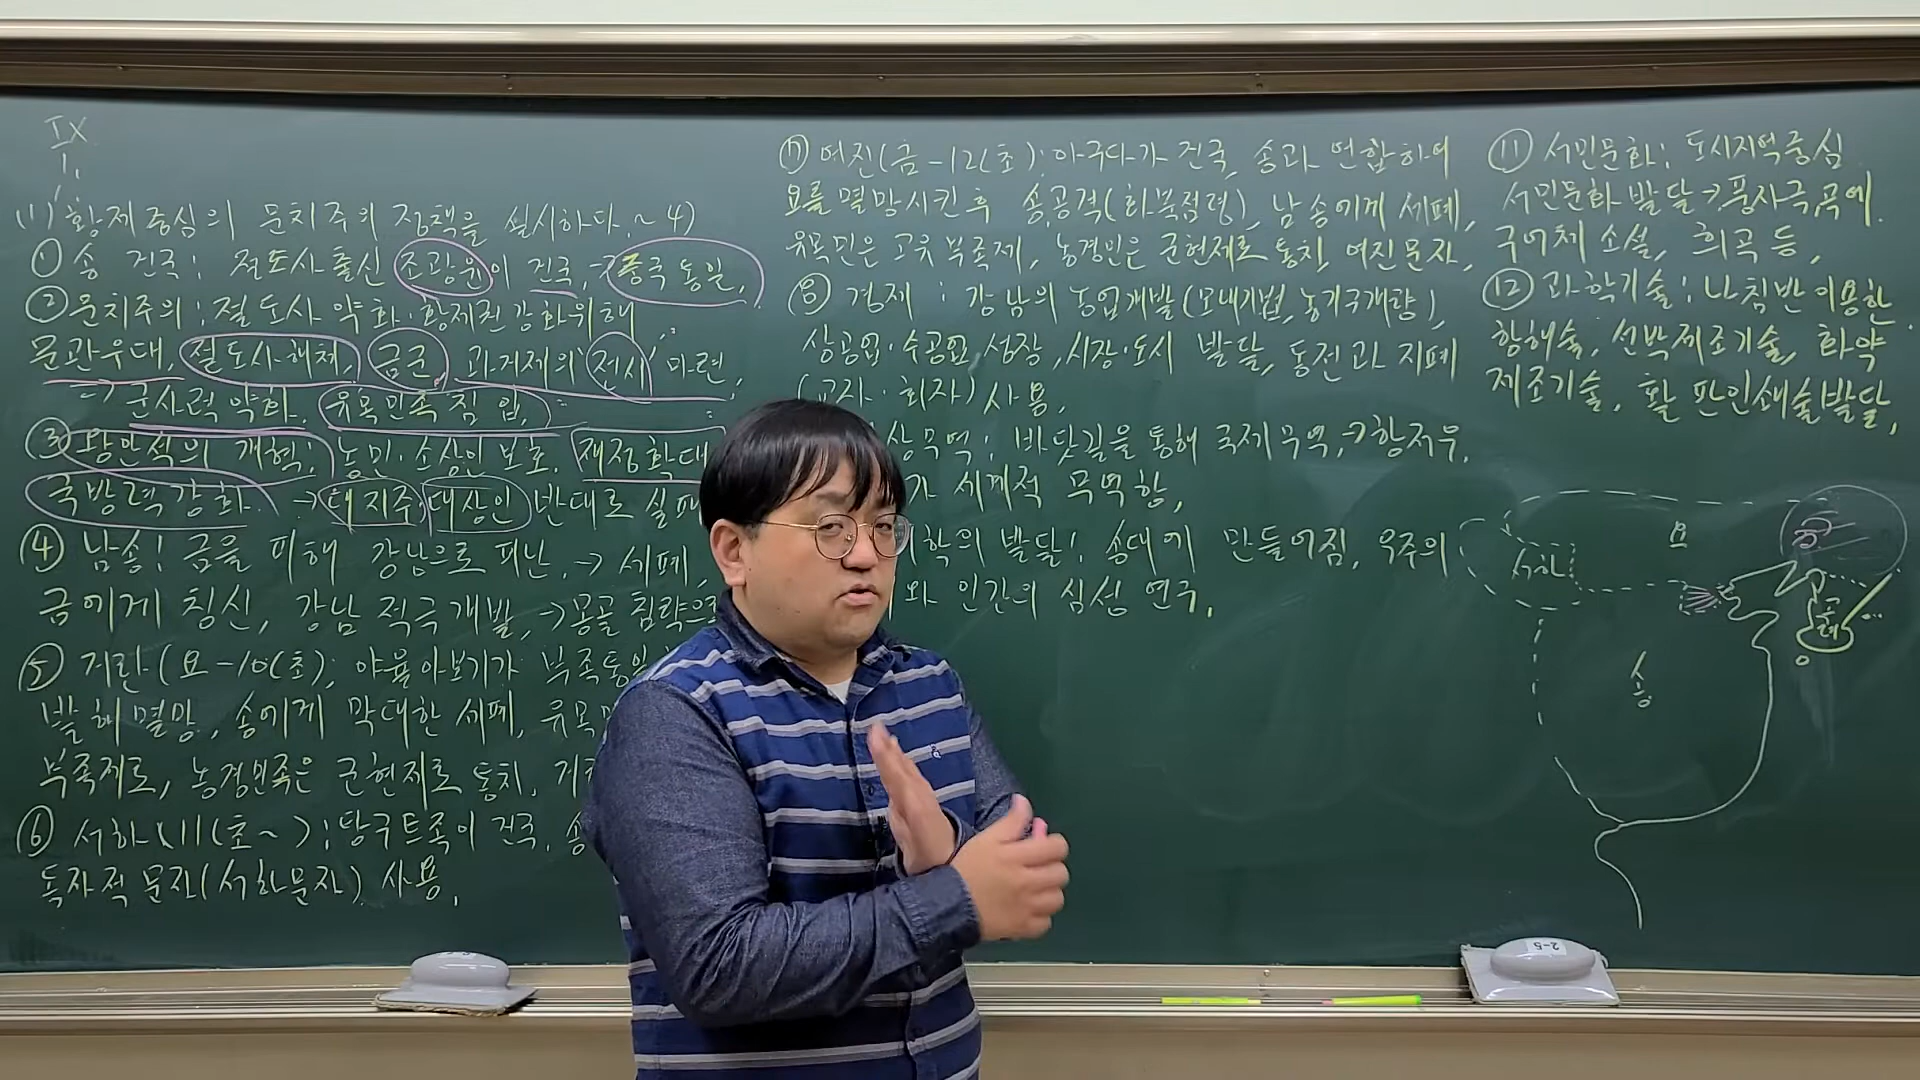 IX
1.
(1) 황제중심의 문치주의 정책을 실시하다.~4)
① 송 건국: 절도사출신 조광윤이 건국,→중국통일,
② 문치주의: 절도사 약화·황제권강화위해
문관우대, 절도사해체, 금군, 과거제의 전시 마련,
→군사력 약화, 유목민족 침입,
③ 왕안석의 개혁: 농민·소상인보호. 재정확대
국방력강화 →대지주, 대상인 반대로 실패
④ 남송: 금을 피해 강남으로 피난.→세폐,
금에게 칭신, 강남 적극개발,→몽골 침략으로
⑤ 거란(요-10C초): 야율아보기가 부족통일
발해멸망, 송에게 막대한 세폐, 유목
부족제로, 농경민족은 군현제로 통치,
⑥ 서하(11C초~): 탕구트족이 건국. 송
독자적 문자(서하문자) 사용,
⑦ 여진(금-12C초): 아구다가 건국, 송과 연합하여
요를 멸망시킨 후 송공격(화북점령), 남송에게 세폐,
유목민은 고유 부족제, 농경민은 군현제로 통치, 여진문자,
⑧ 경제: 강남의 농업개발(모내기법,농기구개량),
상공업·수공업 성장, 시장·도시 발달, 동전과 지폐
(교자·회자) 사용,
상무역: 바닷길을 통해 국제무역,→항저우,
가 세계적 무역항,
학의 발달: 송대에 만들어짐. 우주의
와 인간의 심성 연구,
⑪ 서민문화: 도시지역중심
서민문화 발달→풍자극,곡예.
구어체 소설, 희곡 등,
⑫ 과학기술: 나침반 이용한
항해술, 선박제조기술, 화약
제조기술, 활판인쇄술발달,
요
서하
송
고려
2-5